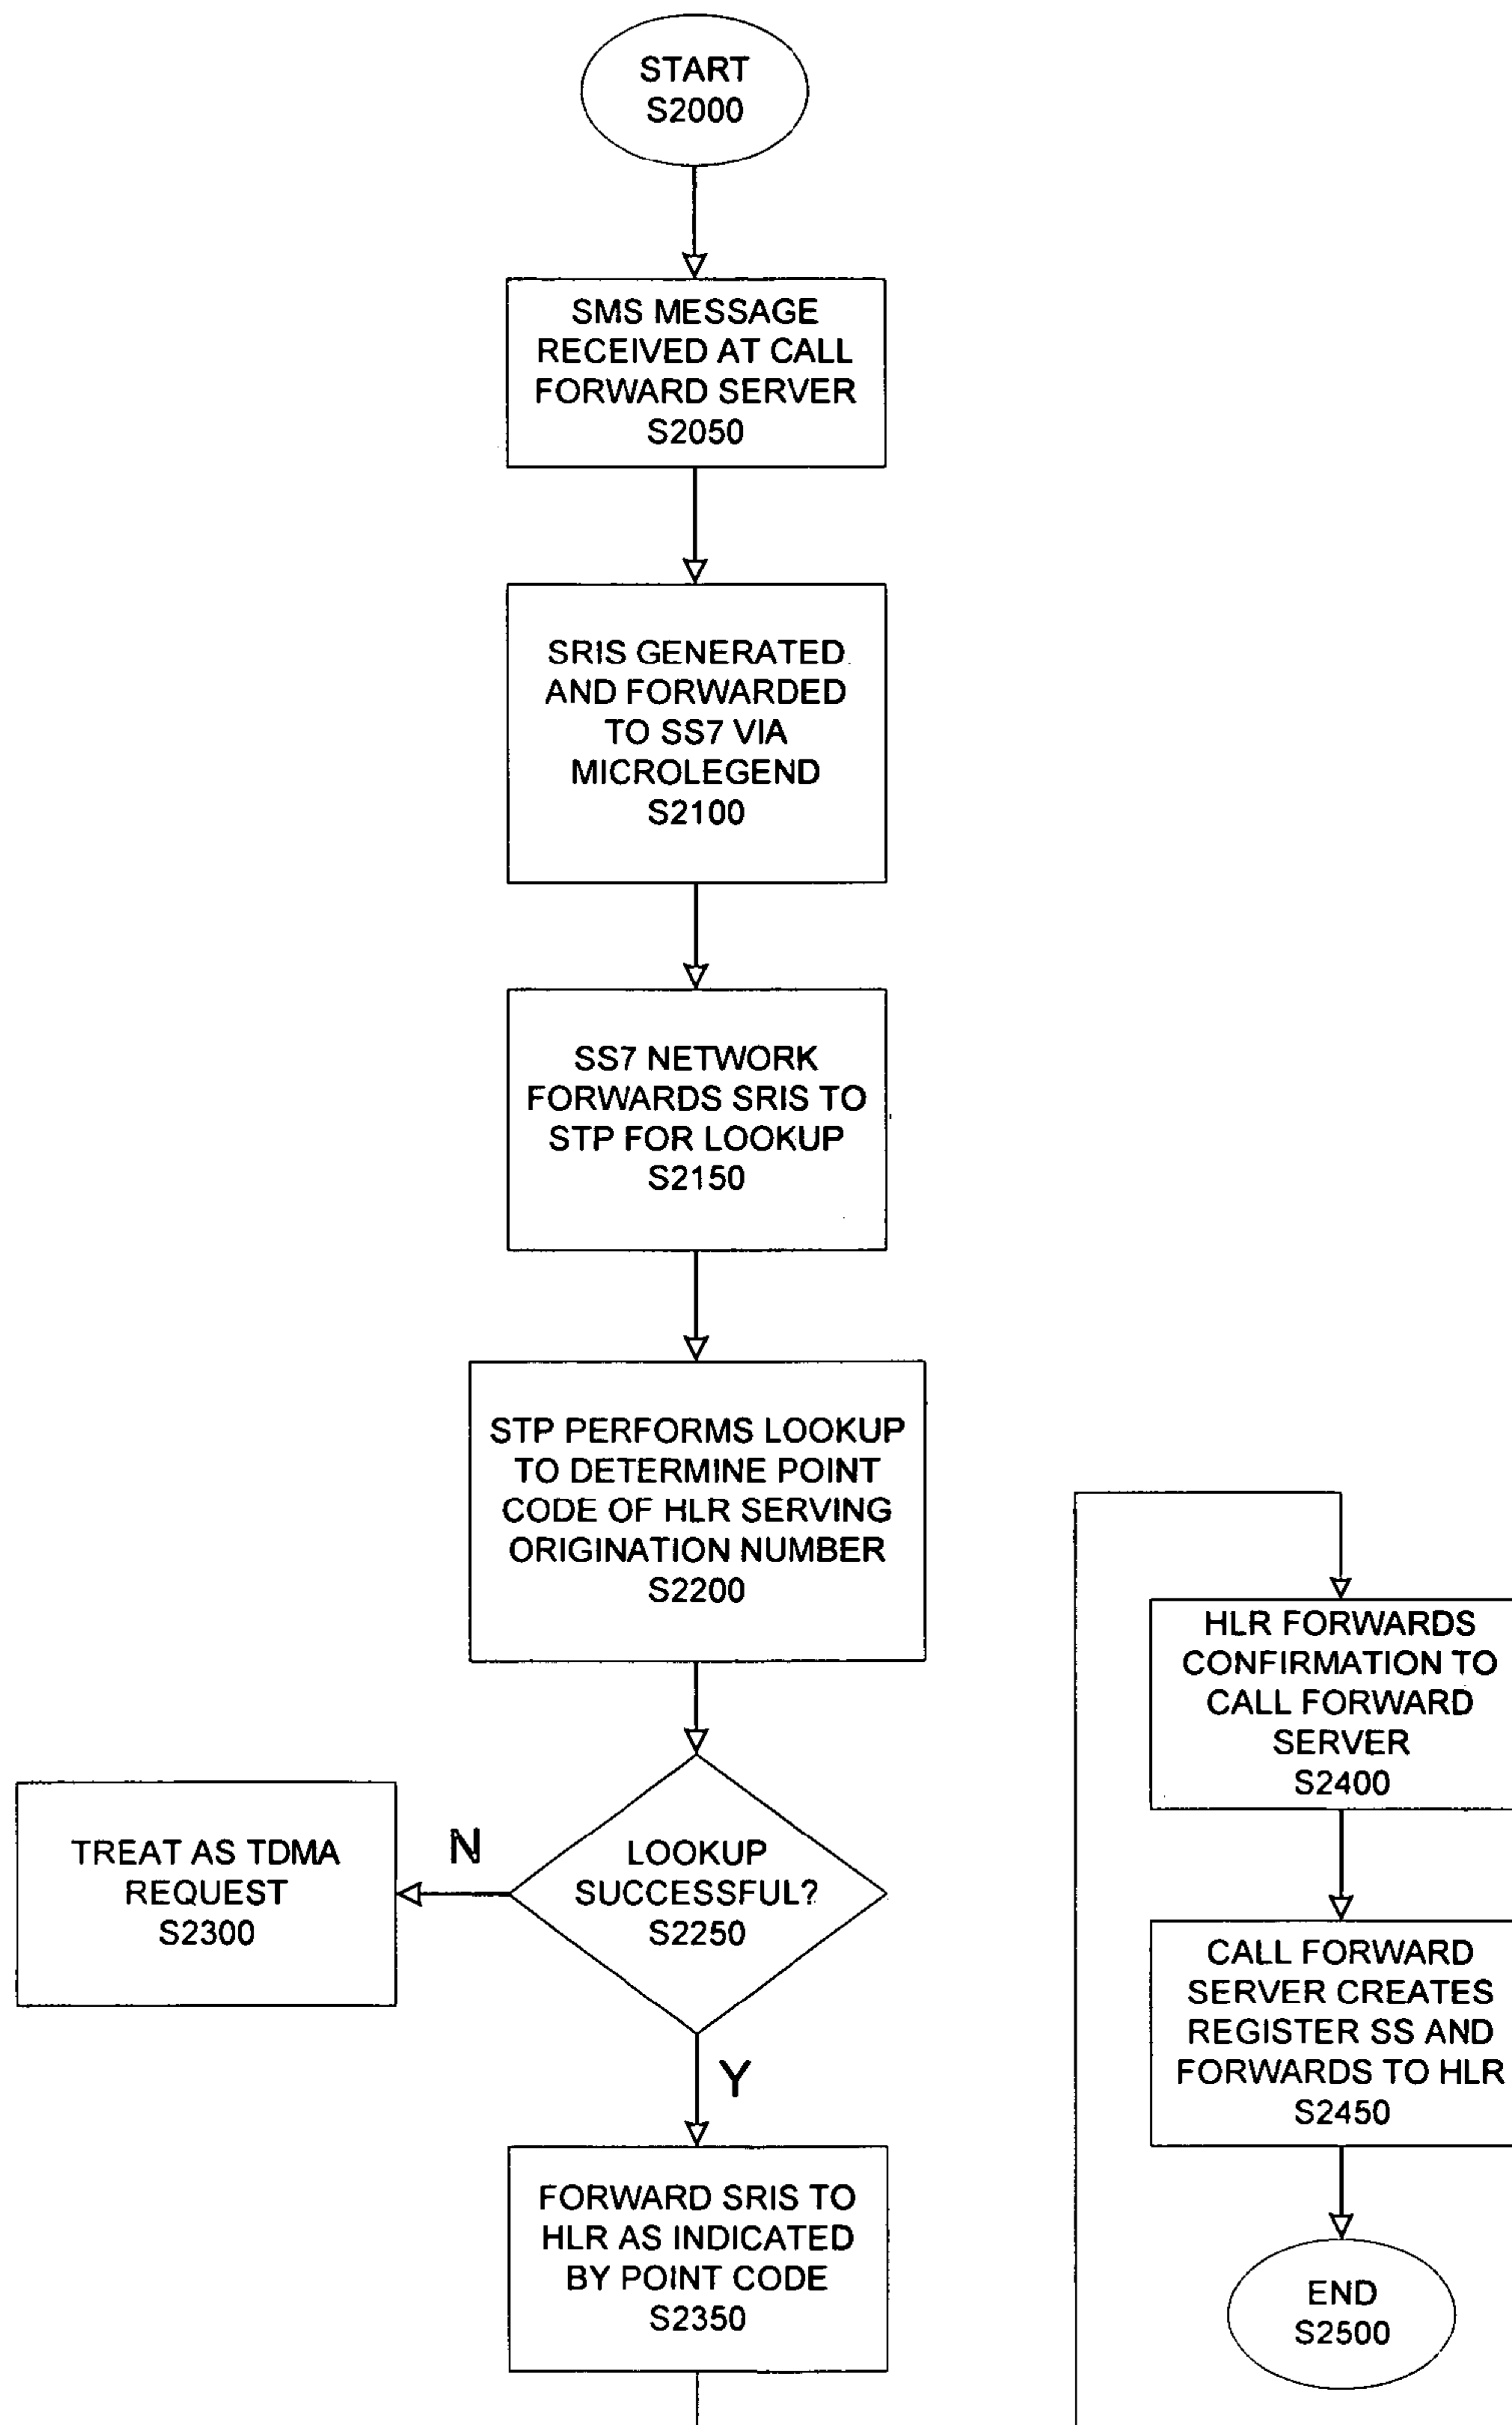 START
S2000
SMS MESSAGE
RECEIVED AT CALL
FORWARD SERVER
S2050
SRIS GENERATED
AND FORWARDED
TO SS7 VIA
MICROLEGEND
S2100
SS7 NETWORK
FORWARDS SRIS TO
STP FOR LOOKUP
S2150
STP PERFORMS LOOKUP
TO DETERMINE POINT
CODE OF HLR SERVING
ORIGINATION NUMBER
S2200
LOOKUP
SUCCESSFUL?
S2250
N
TREAT AS TDMA
REQUEST
S2300
Y
FORWARD SRIS TO
HLR AS INDICATED
BY POINT CODE
S2350
HLR FORWARDS
CONFIRMATION TO
CALL FORWARD
SERVER
S2400
CALL FORWARD
SERVER CREATES
REGISTER SS AND
FORWARDS TO HLR
S2450
END
S2500